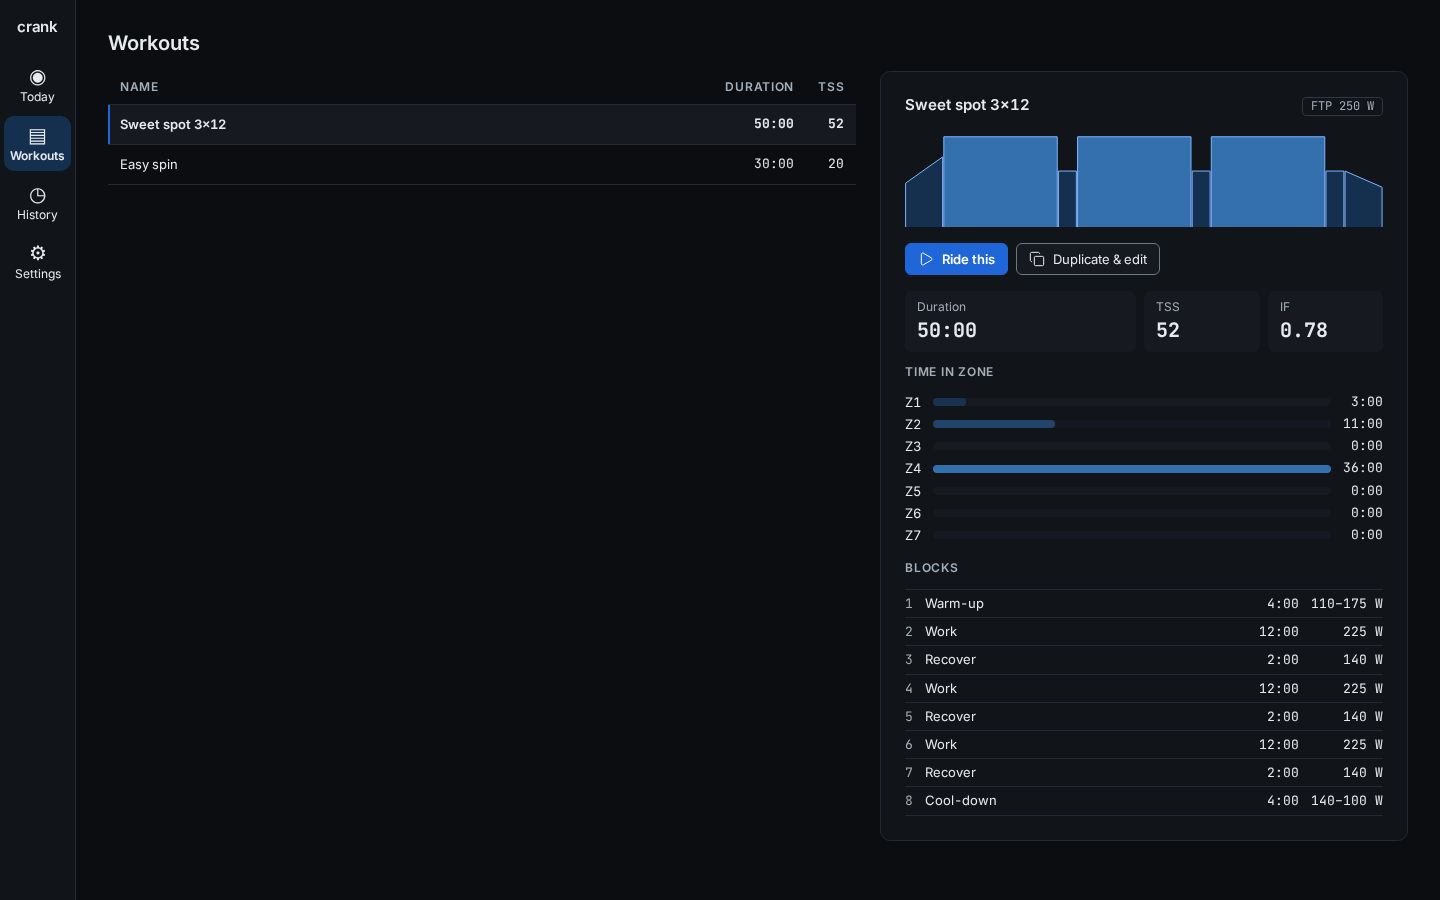 crank
Today
Workouts
History
Settings
Workouts
NAME DURATION TSS
Sweet spot 3×12 50:00 52
Easy spin 30:00 20
Sweet spot 3×12 FTP 250 W
Ride this Duplicate & edit
Duration TSS IF
50:00 52 0.78
TIME IN ZONE
Z1 3:00
Z2 11:00
Z3 0:00
Z4 36:00
Z5 0:00
Z6 0:00
Z7 0:00
BLOCKS
1 Warm-up 4:00 110–175 W
2 Work 12:00 225 W
3 Recover 2:00 140 W
4 Work 12:00 225 W
5 Recover 2:00 140 W
6 Work 12:00 225 W
7 Recover 2:00 140 W
8 Cool-down 4:00 140–100 W